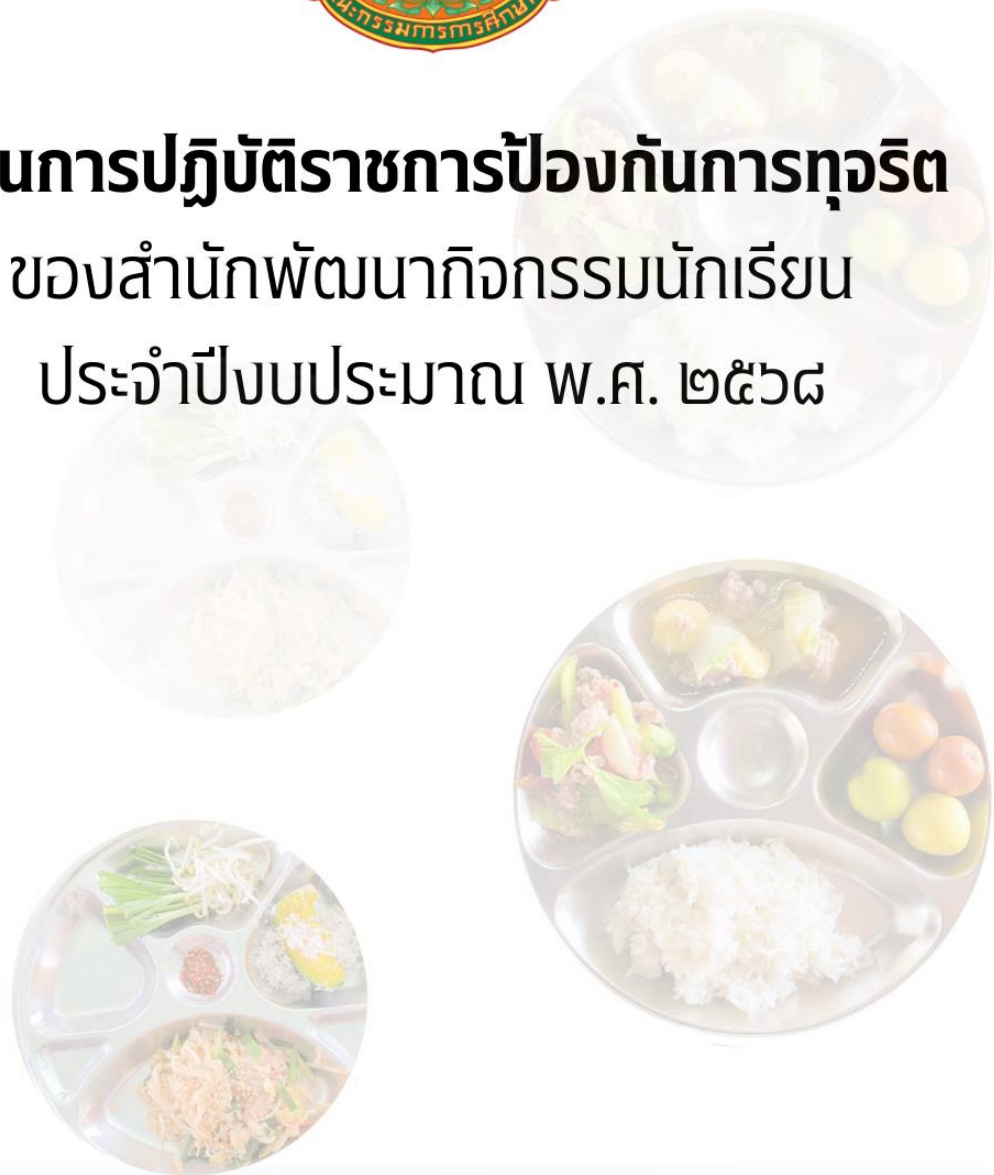 นการปฏิบัติราชการป้องกันการทุจริต
ของสำนักพัฒนากิจกรรมนักเรียน
ประจำปีงบประมาณ พ.ศ. ๒๕๖๘